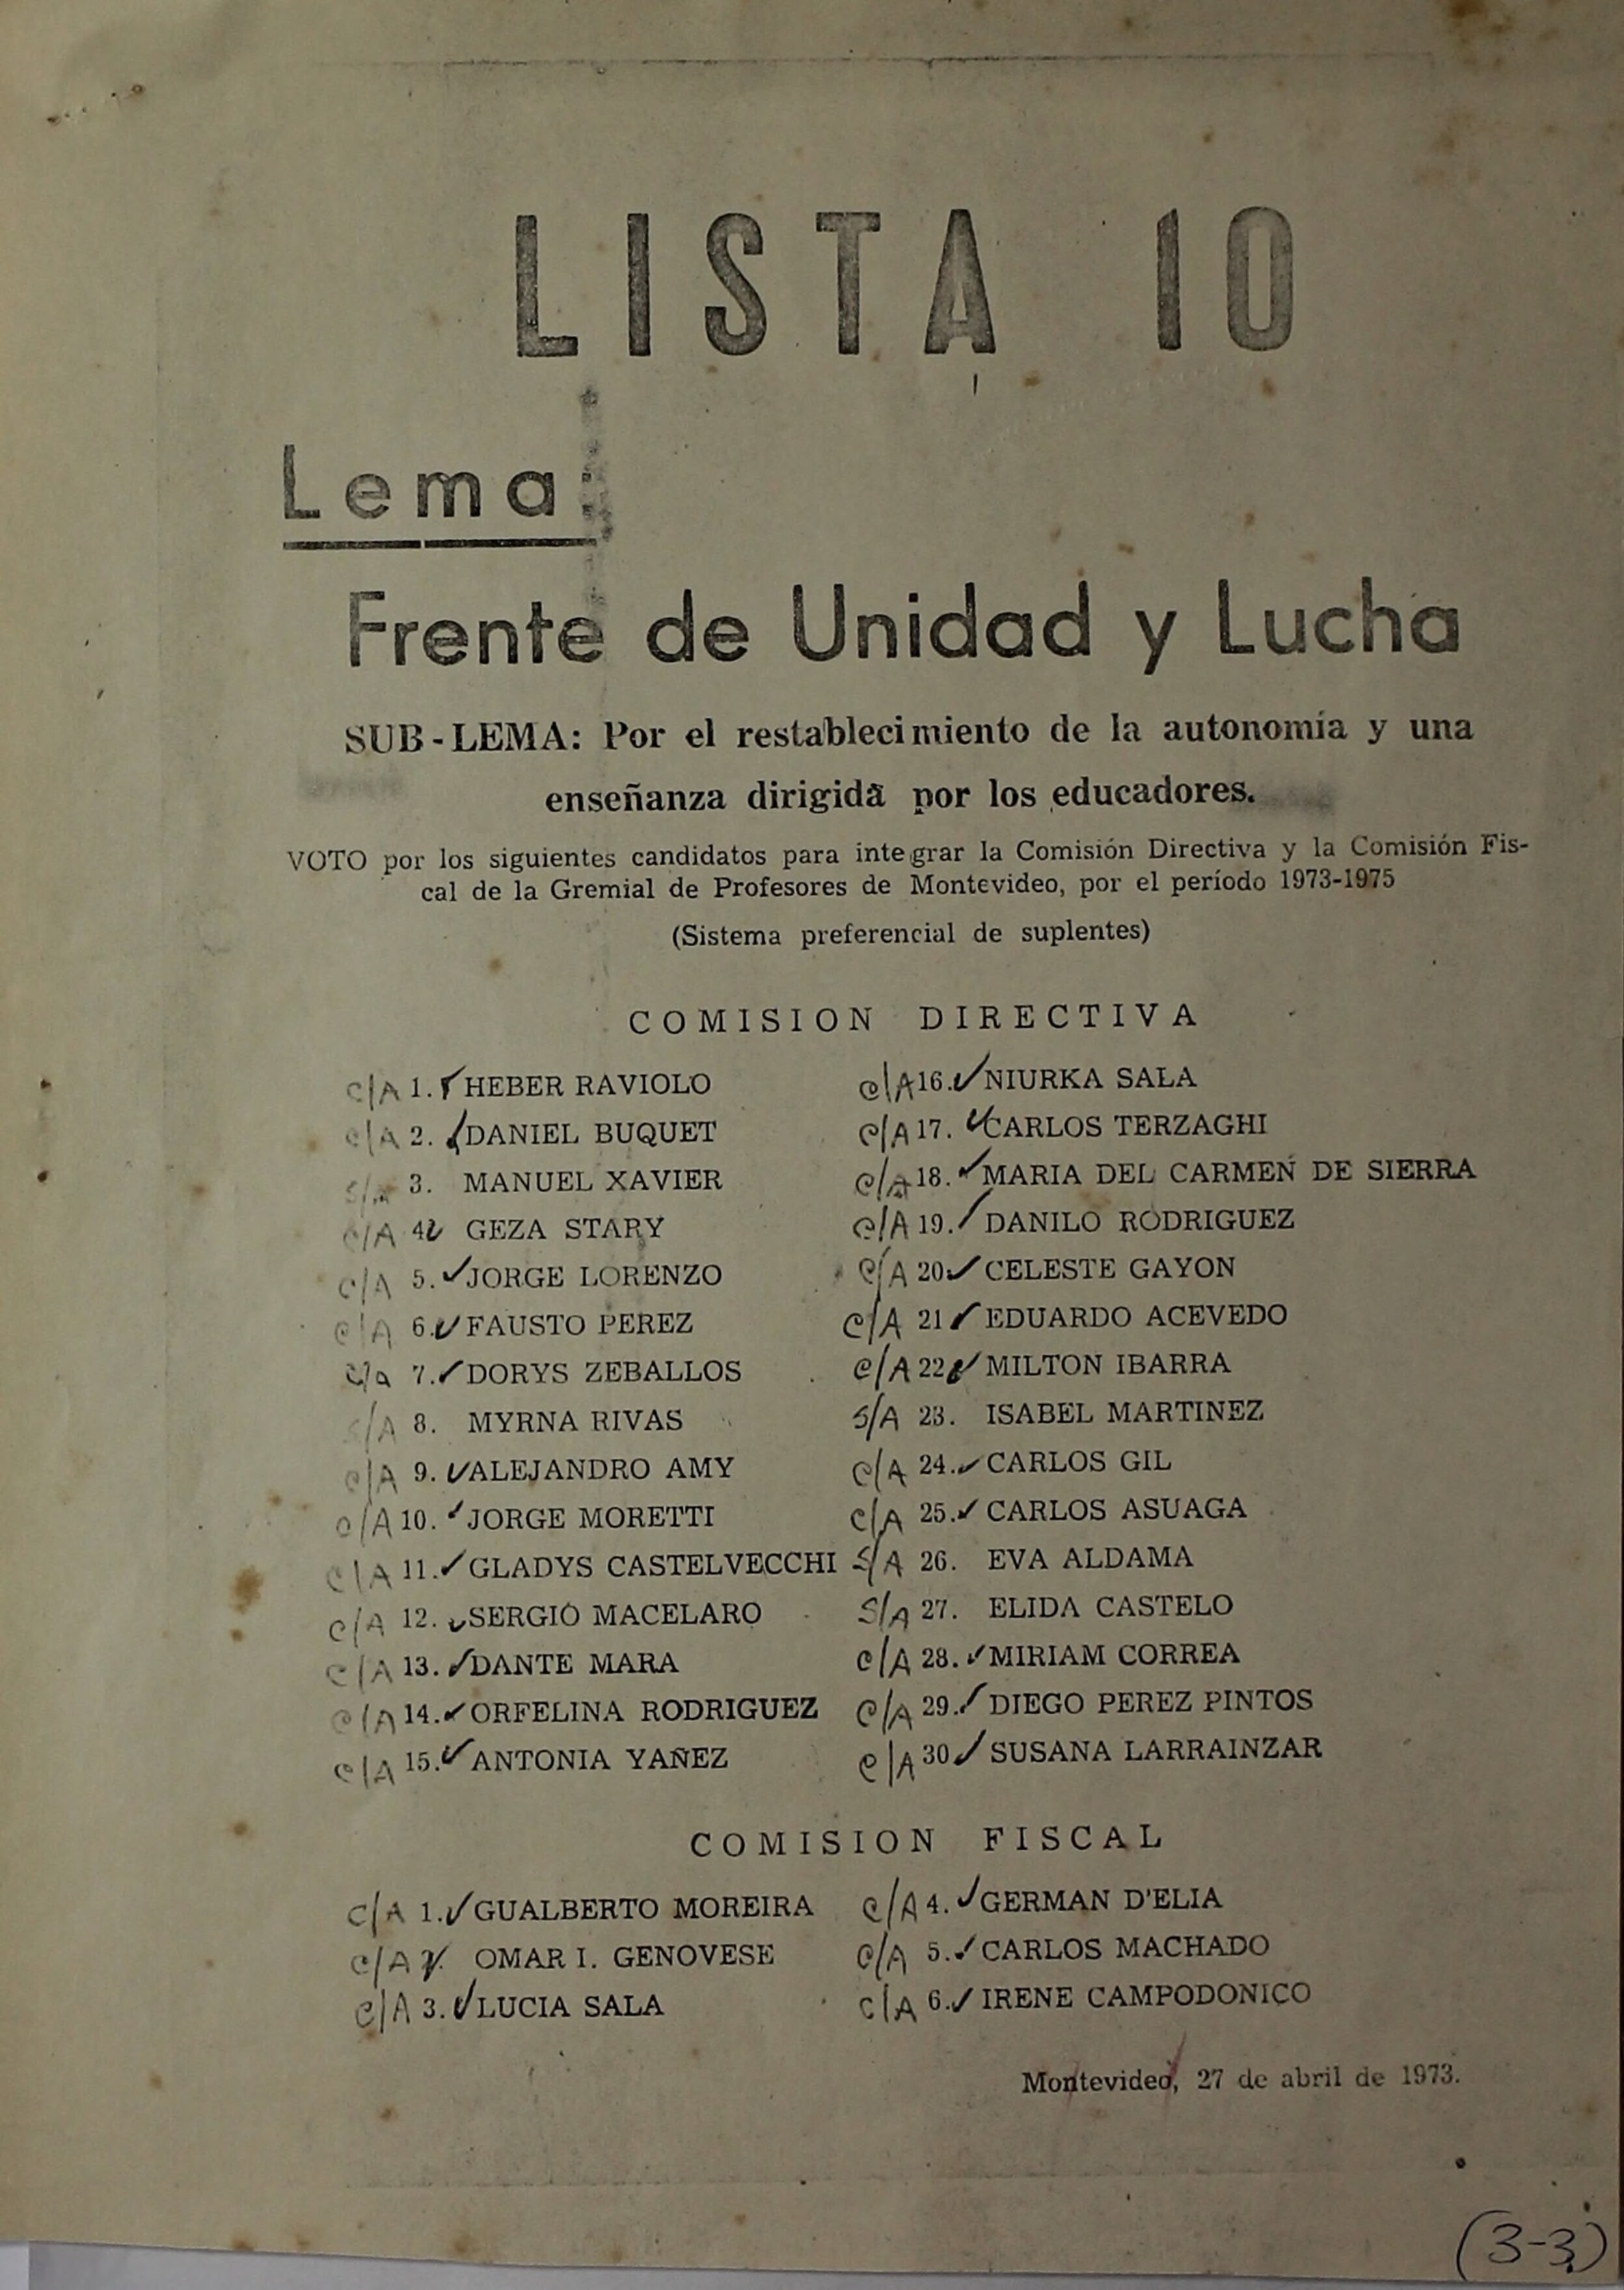 LISTA 10
Lema:
Frente de Unidad y Lucha
SUB-LEMA: Por el restablecimiento de la autonomía y una
enseñanza dirigida por los educadores.
VOTO por los siguientes candidatos para integrar la Comisión Directiva y la Comisión Fis-
cal de la Gremial de Profesores de Montevideo, por el período 1973-1975
(Sistema preferencial de suplentes)
COMISION DIRECTIVA
C/A 1. HEBER RAVIOLO
C/A 2. DANIEL BUQUET
S/A 3. MANUEL XAVIER
C/A 4. GEZA STARY
C/A 5. JORGE LORENZO
C/A 6. FAUSTO PEREZ
C/A 7. DORYS ZEBALLOS
S/A 8. MYRNA RIVAS
C/A 9. ALEJANDRO AMY
C/A 10. JORGE MORETTI
C/A 11. GLADYS CASTELVECCHI
C/A 12. SERGIO MACELARO
C/A 13. DANTE MARA
C/A 14. ORFELINA RODRIGUEZ
C/A 15. ANTONIA YAÑEZ
C/A 16. NIURKA SALA
C/A 17. CARLOS TERZAGHI
C/A 18. MARIA DEL CARMEN DE SIERRA
C/A 19. DANILO RODRIGUEZ
C/A 20. CELESTE GAYON
C/A 21 EDUARDO ACEVEDO
C/A 22 MILTON IBARRA
S/A 23. ISABEL MARTINEZ
C/A 24. CARLOS GIL
C/A 25. CARLOS ASUAGA
S/A 26. EVA ALDAMA
S/A 27. ELIDA CASTELO
C/A 28. MIRIAM CORREA
C/A 29. DIEGO PEREZ PINTOS
C/A 30. SUSANA LARRAINZAR
COMISION FISCAL
C/A 1. GUALBERTO MOREIRA
C/A 2. OMAR I. GENOVESE
C/A 3. LUCIA SALA
C/A 4. GERMAN D'ELIA
C/A 5. CARLOS MACHADO
C/A 6. IRENE CAMPODONICO
Montevideo, 27 de abril de 1973.
(3-3)